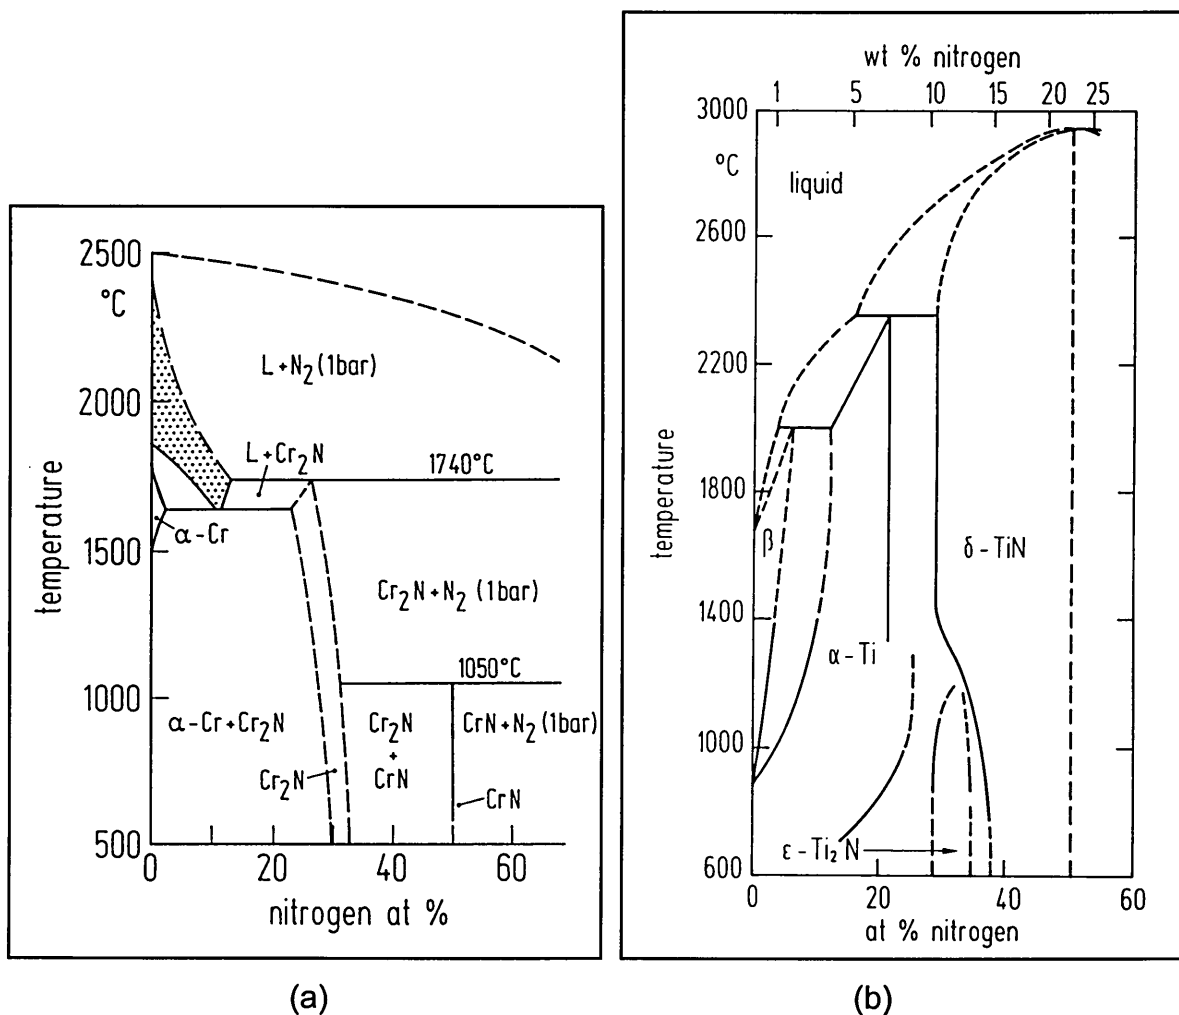 2500
°C
2000
1500
1000
500
temperature
L+N₂(1bar)
L+Cr₂N
1740°C
α-Cr
Cr₂N+N₂(1bar)
1050°C
α-Cr+Cr₂N
Cr₂N
+
CrN
CrN+N₂(1bar)
Cr₂N
CrN
0
20
40
60
nitrogen at %
(a)
wt % nitrogen
1
5
10
15
20
25
3000
°C
2600
2200
1800
1400
1000
600
temperature
liquid
β
δ-TiN
α-Ti
ε-Ti₂N
0
20
40
60
at % nitrogen
(b)